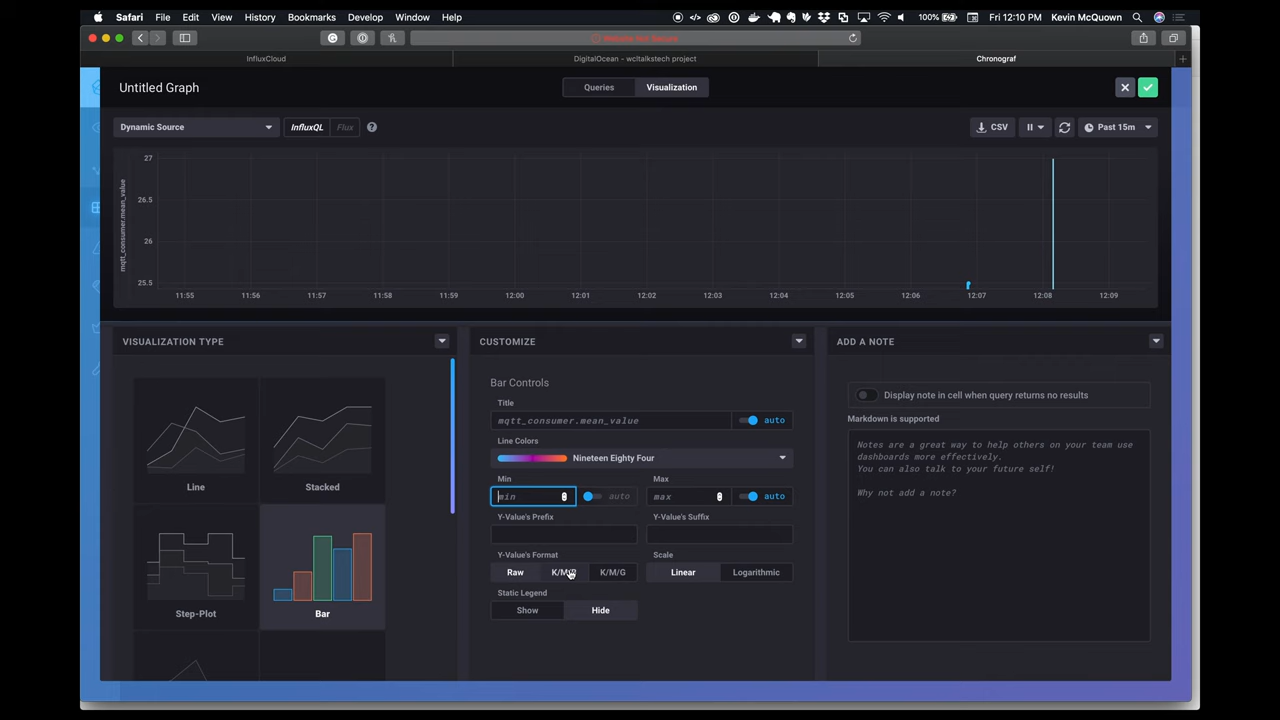 Safari File Edit View History Bookmarks Develop Window Help 100% Fri 12:10 PM Kevin McQuown
Website Not Secure
InfluxCloud DigitalOcean - wcltalkstech project Chronograf
Untitled Graph Queries Visualization
Dynamic Source InfluxQL Flux ? CSV Past 15m
27
26.5
26
25.5
mqtt_consumer.mean_value
11:55 11:56 11:57 11:58 11:59 12:00 12:01 12:02 12:03 12:04 12:05 12:06 12:07 12:08 12:09
VISUALIZATION TYPE CUSTOMIZE ADD A NOTE
Line Stacked
Step-Plot Bar
Bar Controls
Title
mqtt_consumer.mean_value auto
Line Colors
Nineteen Eighty Four
Min Max
min auto max auto
Y-Value's Prefix Y-Value's Suffix
Y-Value's Format Scale
Raw K/M/B K/M/G Linear Logarithmic
Static Legend
Show Hide
Display note in cell when query returns no results
Markdown is supported
Notes are a great way to help others on your team use
dashboards more effectively.
You can also talk to your future self!
Why not add a note?